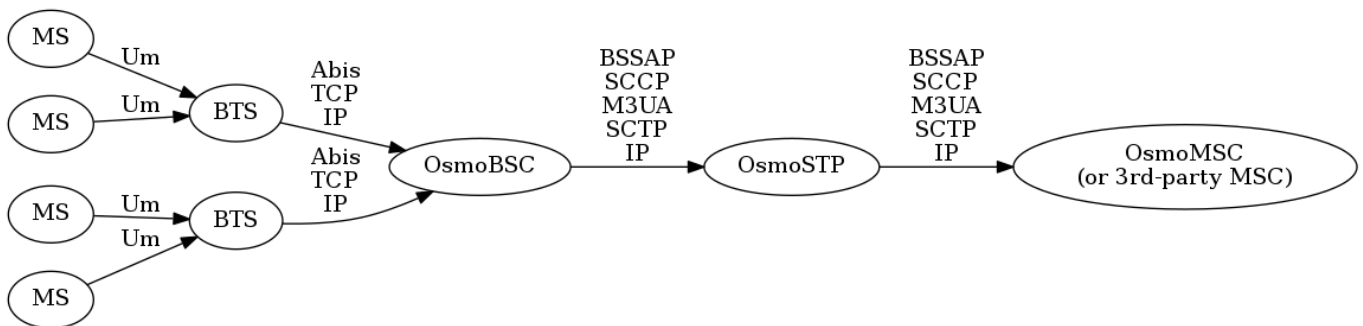 MS
Um
MS
Um
BTS
Abis
TCP
IP
MS
Um
MS
Um
BTS
Abis
TCP
IP
OsmoBSC
BSSAP
SCCP
M3UA
SCTP
IP
OsmoSTP
BSSAP
SCCP
M3UA
SCTP
IP
OsmoMSC
(or 3rd-party MSC)